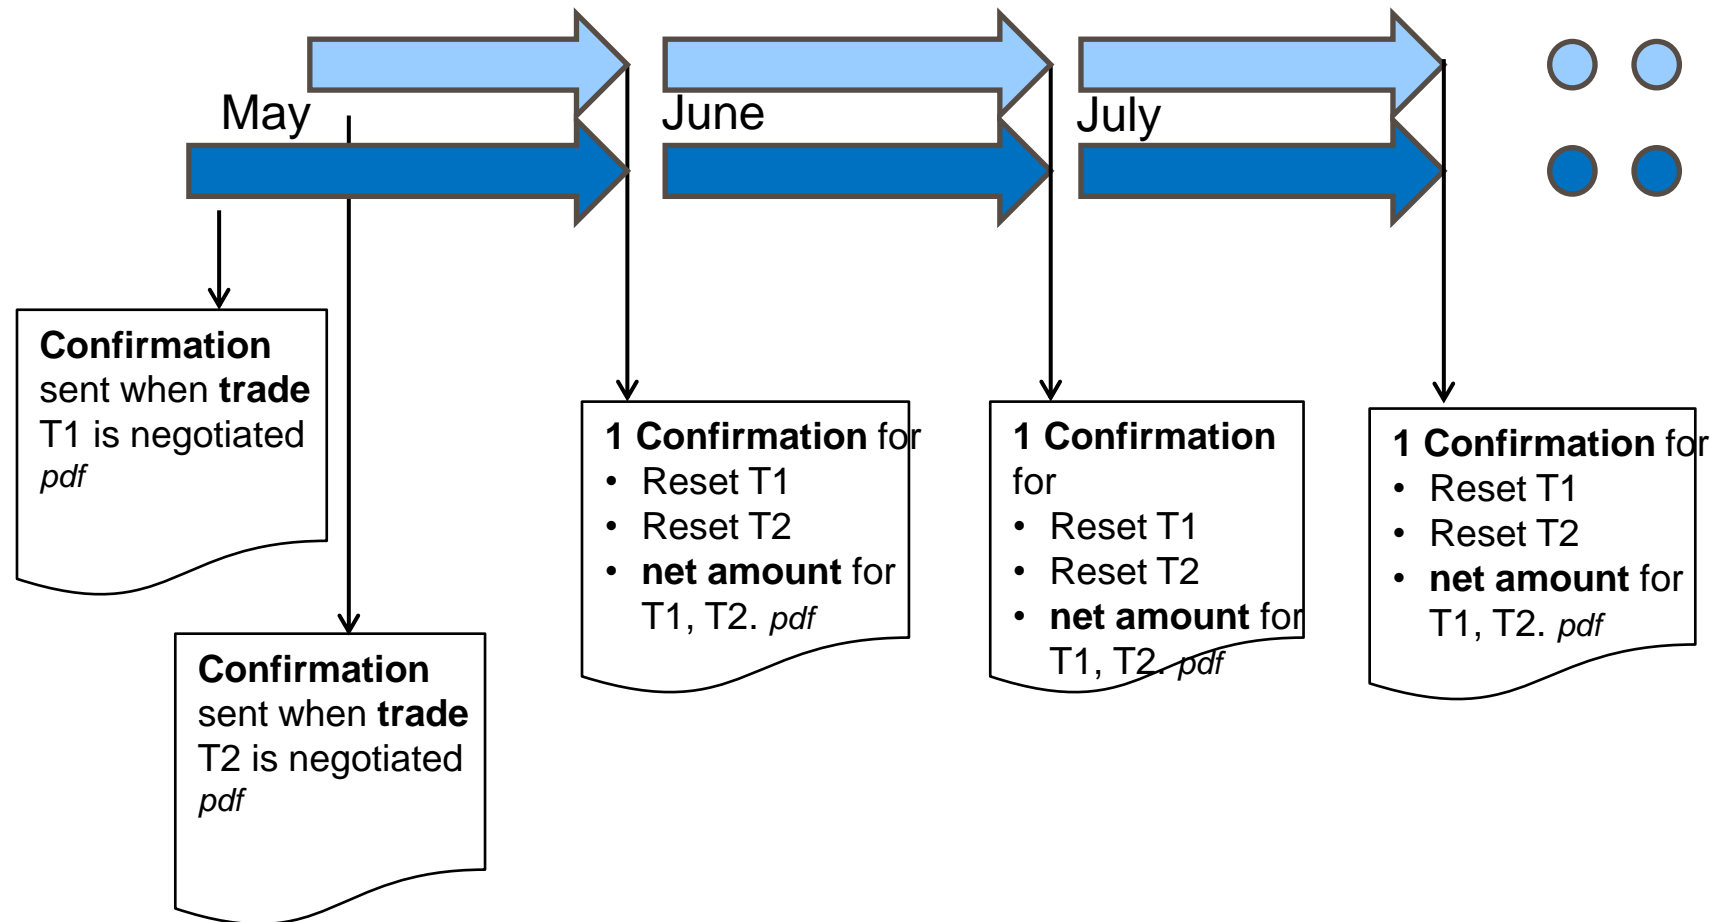 May
June
July
Confirmation
sent when trade
T1 is negotiated
pdf
Confirmation
sent when trade
T2 is negotiated
pdf
1 Confirmation for
• Reset T1
• Reset T2
• net amount for
T1, T2. pdf
1 Confirmation
for
• Reset T1
• Reset T2
• net amount for
T1, T2. pdf
1 Confirmation for
• Reset T1
• Reset T2
• net amount for
T1, T2. pdf